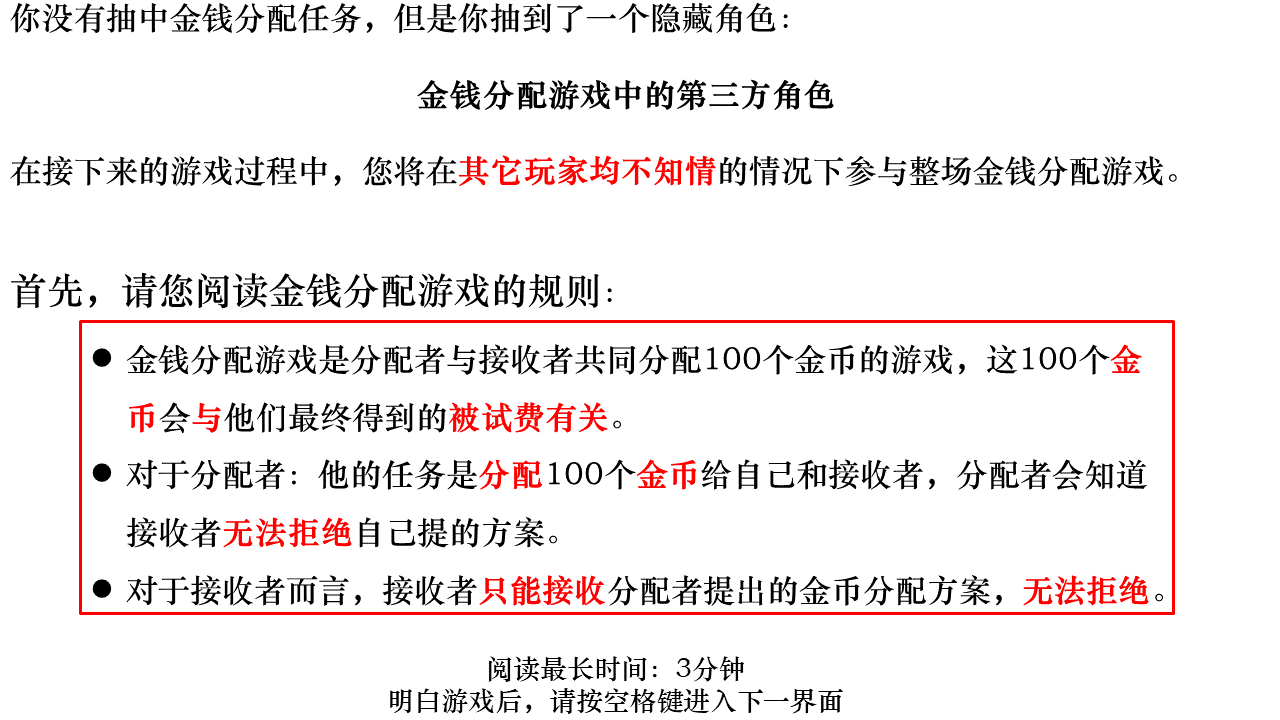 你没有抽中金钱分配任务，但是你抽到了一个隐藏角色：
金钱分配游戏中的第三方角色
在接下来的游戏过程中，您将在其它玩家均不知情的情况下参与整场金钱分配游戏。
首先，请您阅读金钱分配游戏的规则：
● 金钱分配游戏是分配者与接收者共同分配100个金币的游戏，这100个金
币会与他们最终得到的被试费有关。
● 对于分配者：他的任务是分配100个金币给自己和接收者，分配者会知道
接收者无法拒绝自己提的方案。
● 对于接收者而言，接收者只能接收分配者提出的金币分配方案，无法拒绝。
阅读最长时间：3分钟
明白游戏后，请按空格键进入下一界面